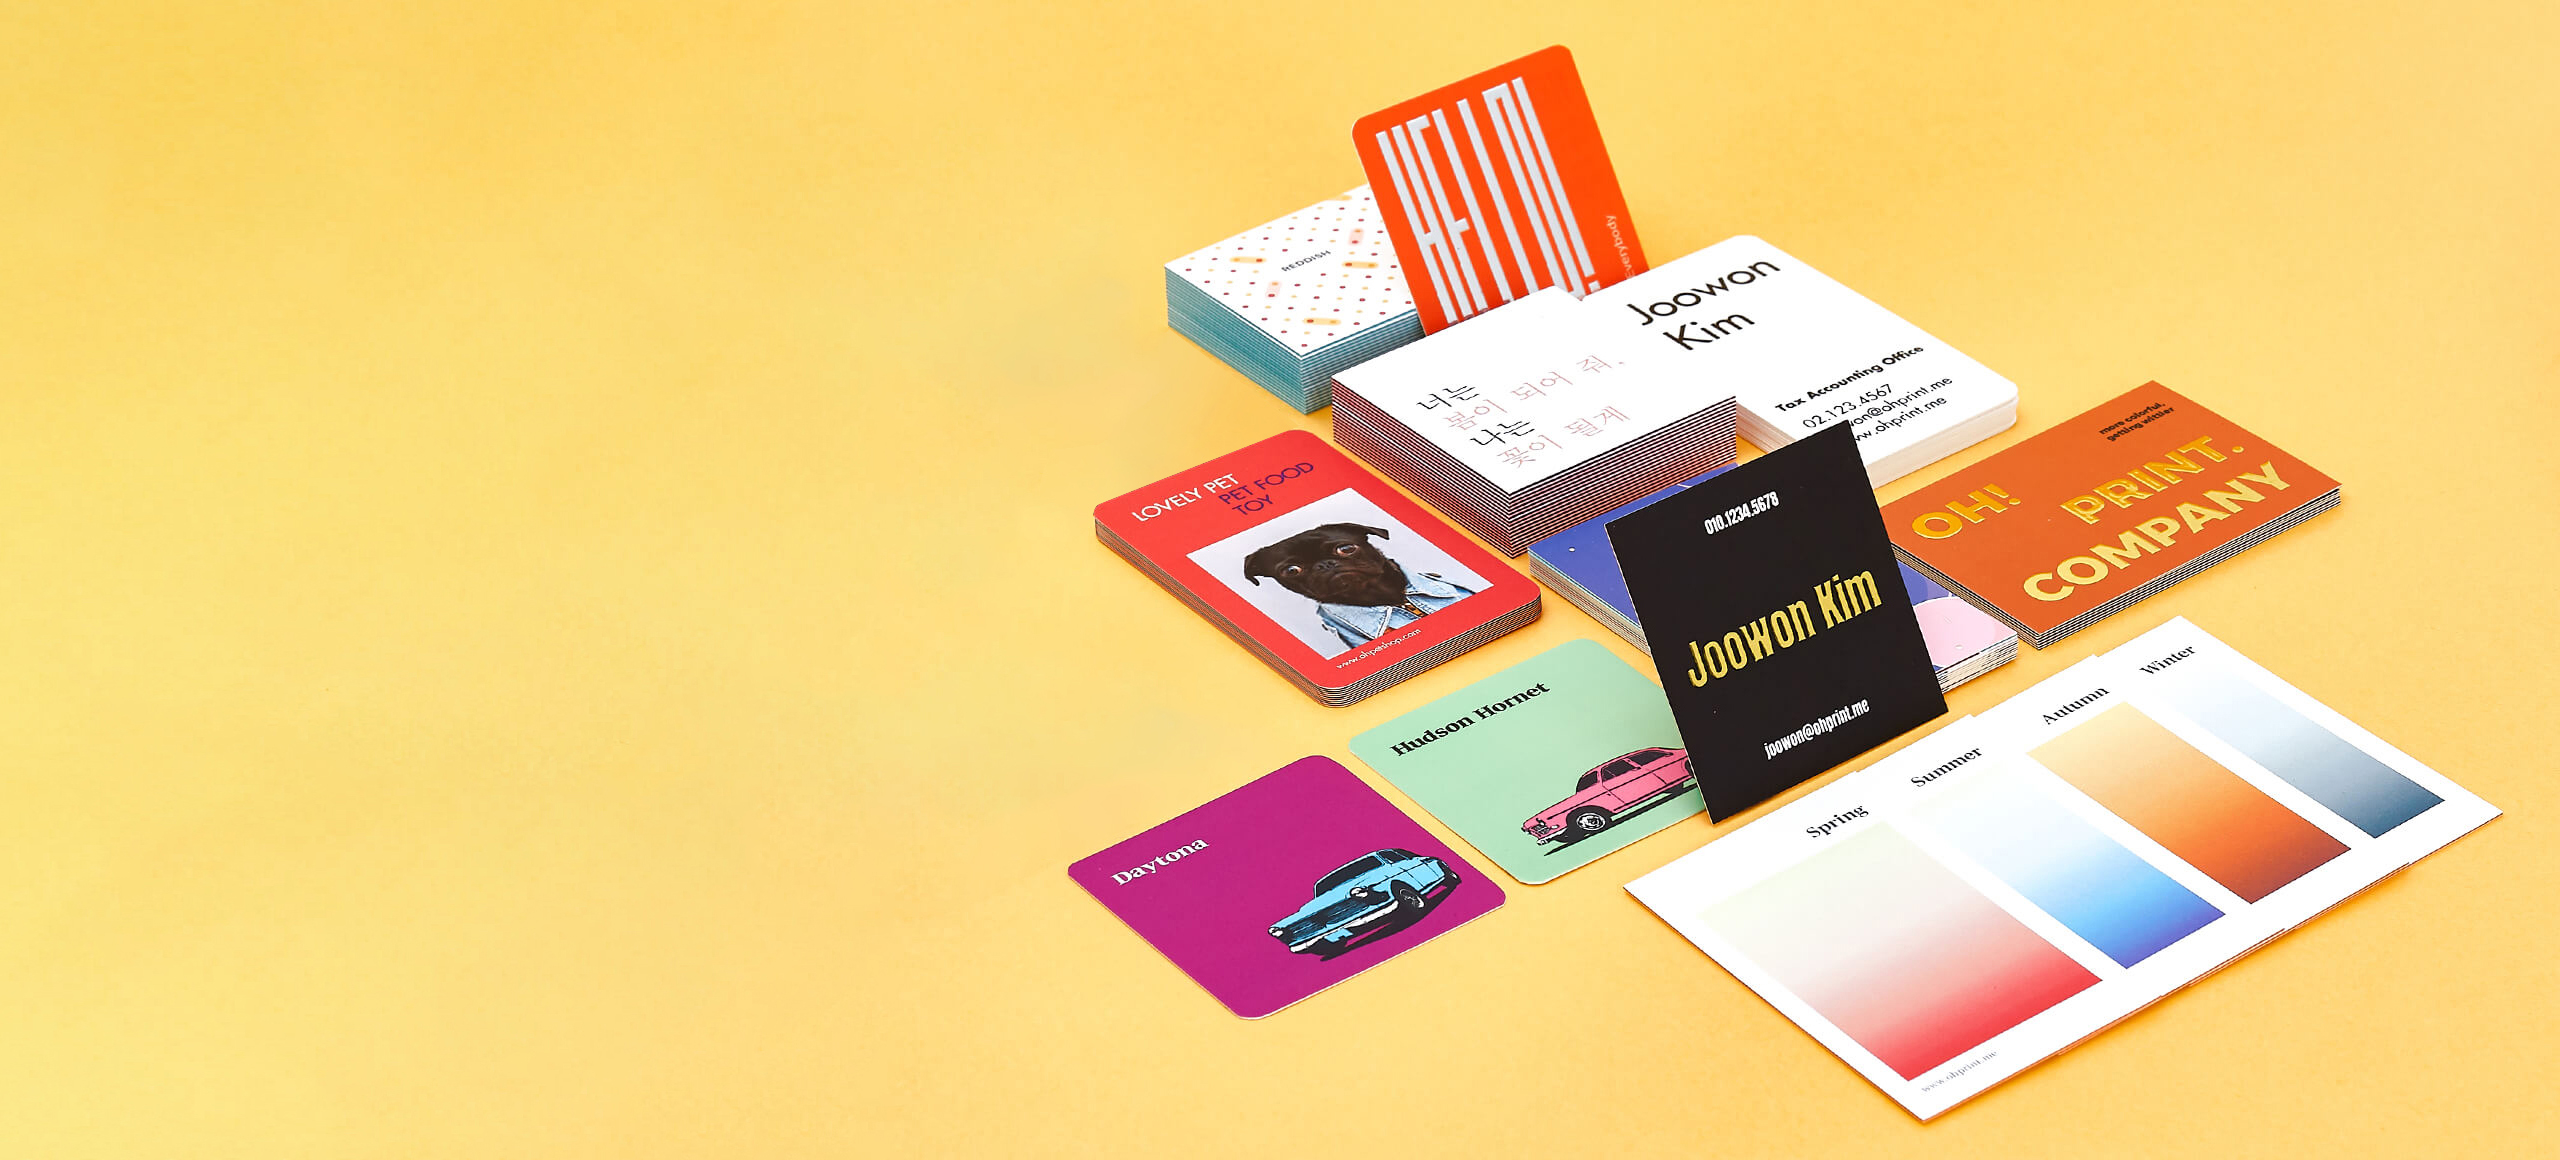 HELLO!
Everybody
REDDISH
Joowon
Kim
Tax Accounting Office
02.123.4567
won@ohprint.me
w.ohprint.me
너는
봄이 되어 줘.
나는
꽃이 될게
more colorful,
getting wittier
OH! PRINT.
COMPANY
LOVELY PET
PET FOOD
TOY
www.ohpetshop.com
010.1234.5678
Joowon Kim
joowon@ohprint.me
Hudson Hornet
Daytona
Spring
Summer
Autumn
Winter
www.ohprint.me